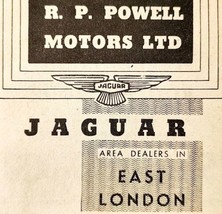 R. P. POWELL
MOTORS LTD
JAGUAR
JAGUAR
AREA DEALERS IN
EAST
LONDON